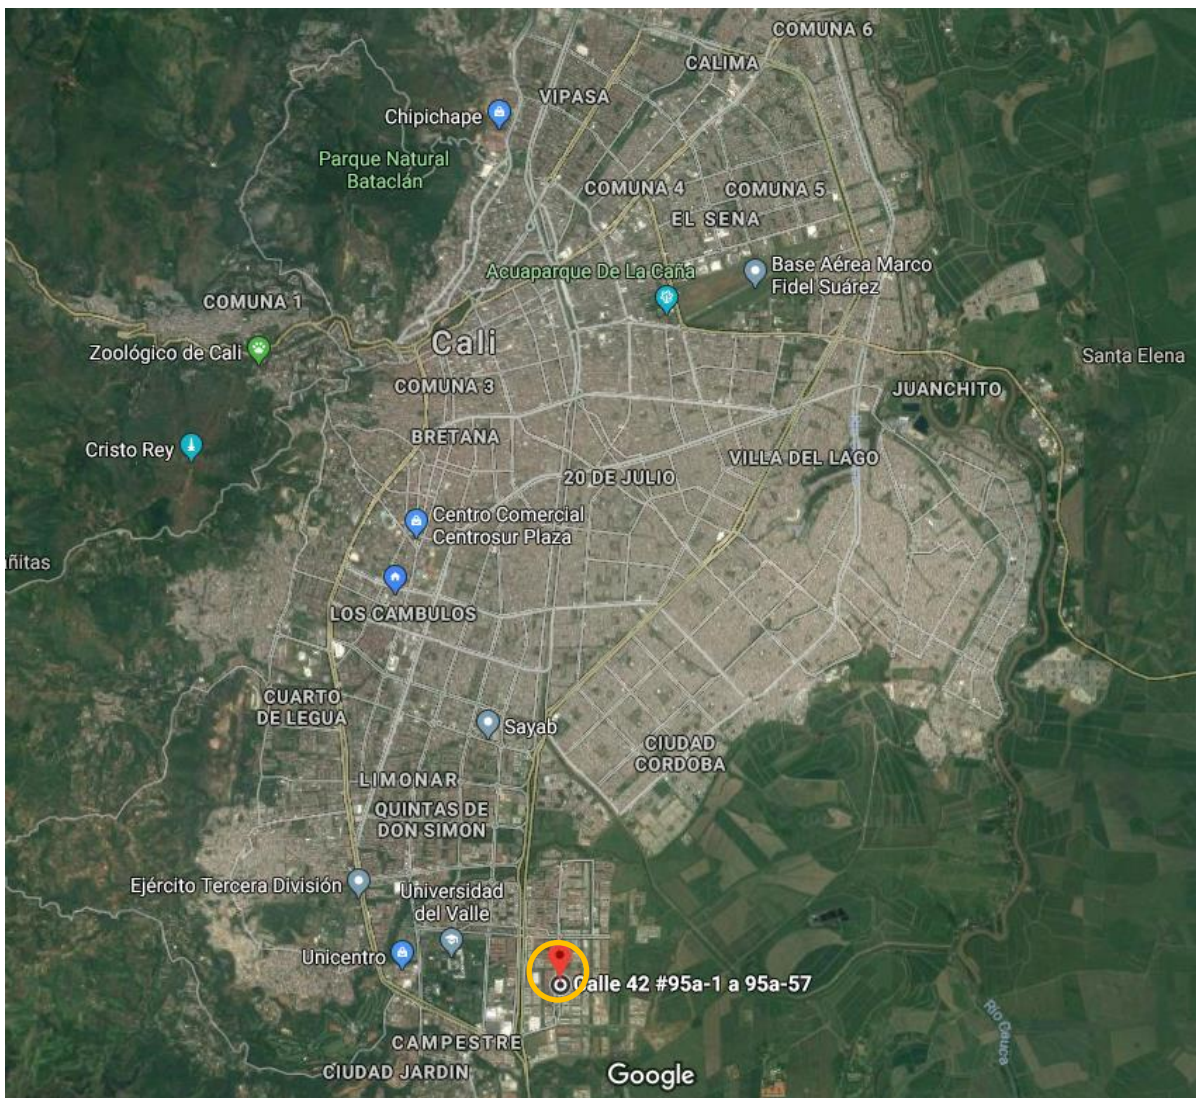 COMUNA 6
CALIMA
VIPASA
Chipichape
Parque Natural
Bataclán
COMUNA 4
COMUNA 5
EL SENA
Base Aérea Marco
Fidel Suárez
Acuaparque De La Caña
COMUNA 1
Cali
Zoológico de Cali
Santa Elena
COMUNA 3
JUANCHITO
BRETANA
Cristo Rey
VILLA DEL LAGO
20 DE JULIO
Centro Comercial
Centrosur Plaza
ñitas
LOS CAMBULOS
CUARTO
DE LEGUA
Sayab
CIUDAD
CORDOBA
LIMONAR
QUINTAS DE
DON SIMON
Ejército Tercera División
Universidad
del Valle
Unicentro
Calle 42 #95a-1 a 95a-57
Río Cauca
CAMPESTRE
CIUDAD JARDIN
Google